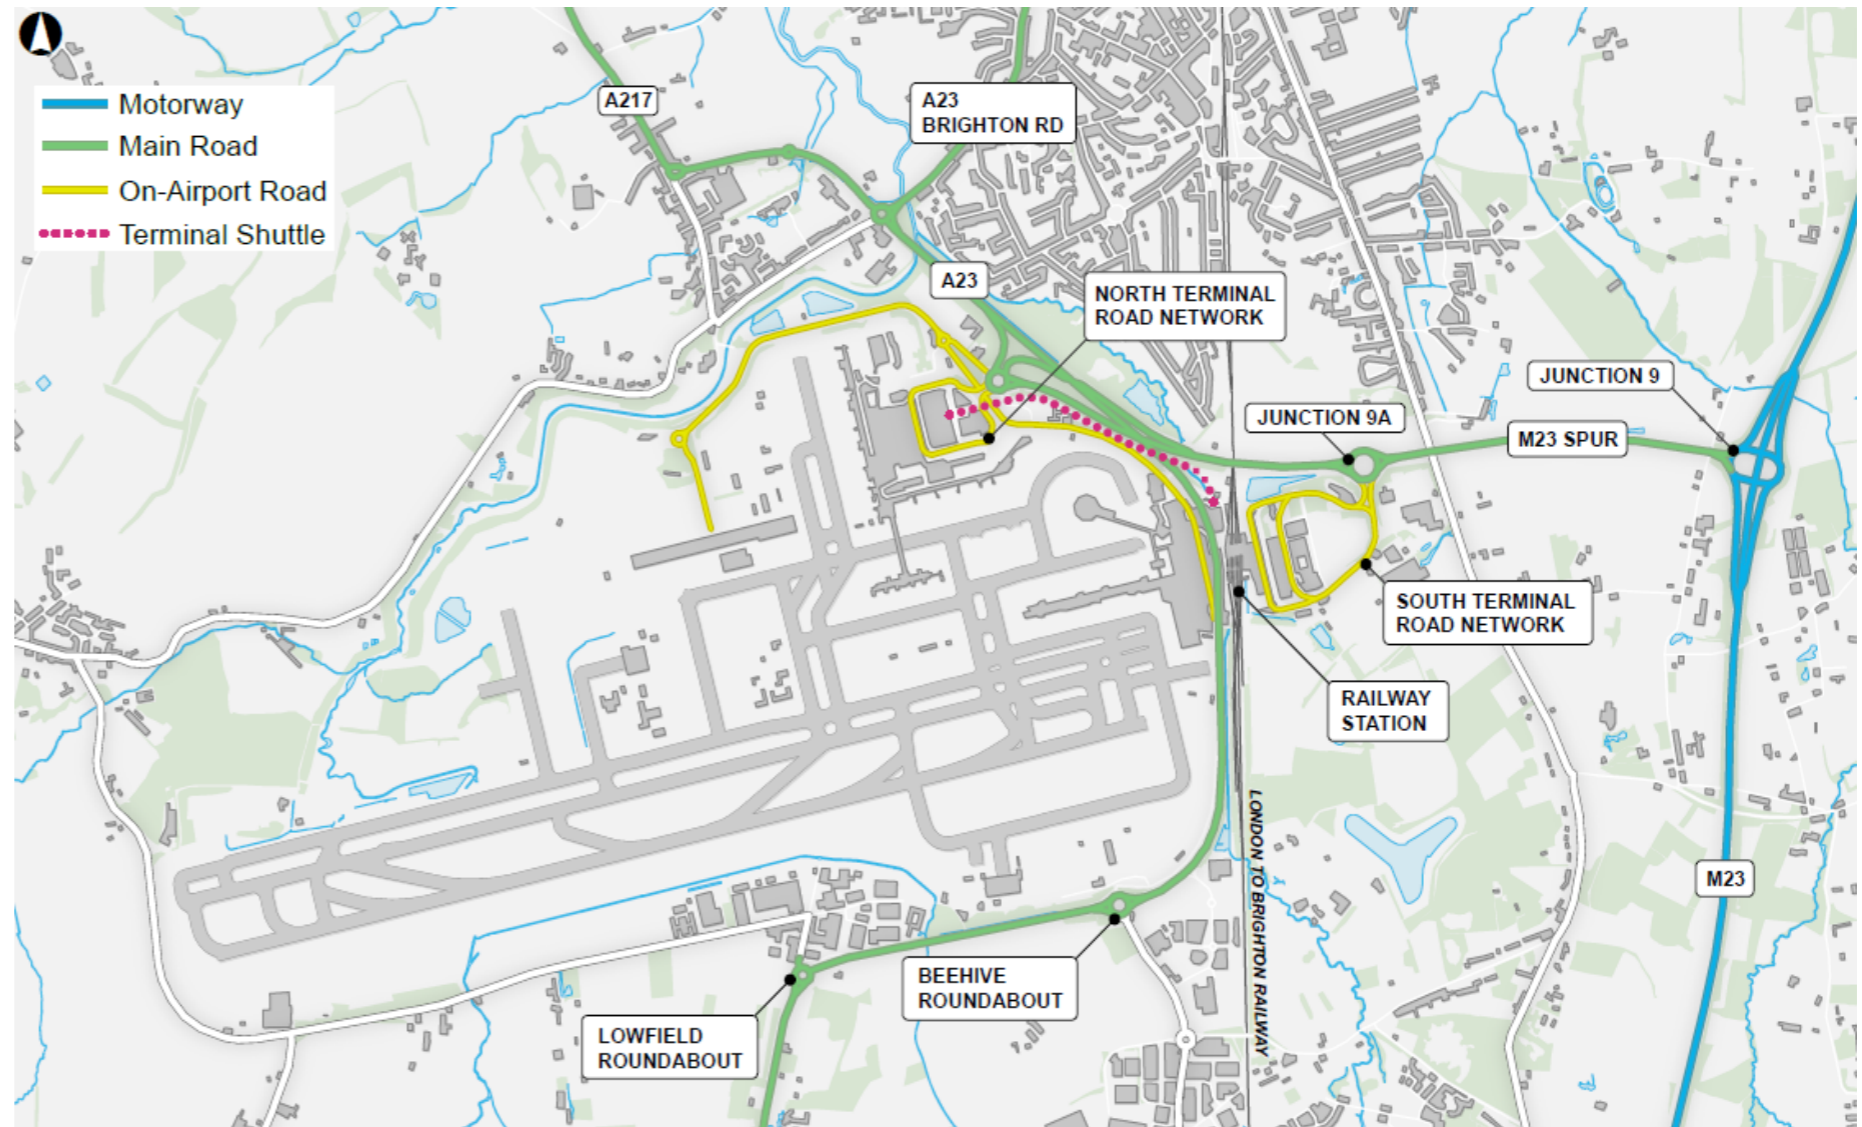 Motorway
Main Road
On-Airport Road
Terminal Shuttle
A217
A23
BRIGHTON RD
A23
NORTH TERMINAL
ROAD NETWORK
JUNCTION 9
JUNCTION 9A
M23 SPUR
SOUTH TERMINAL
ROAD NETWORK
RAILWAY
STATION
LONDON TO BRIGHTON RAILWAY
M23
BEEHIVE
ROUNDABOUT
LOWFIELD
ROUNDABOUT